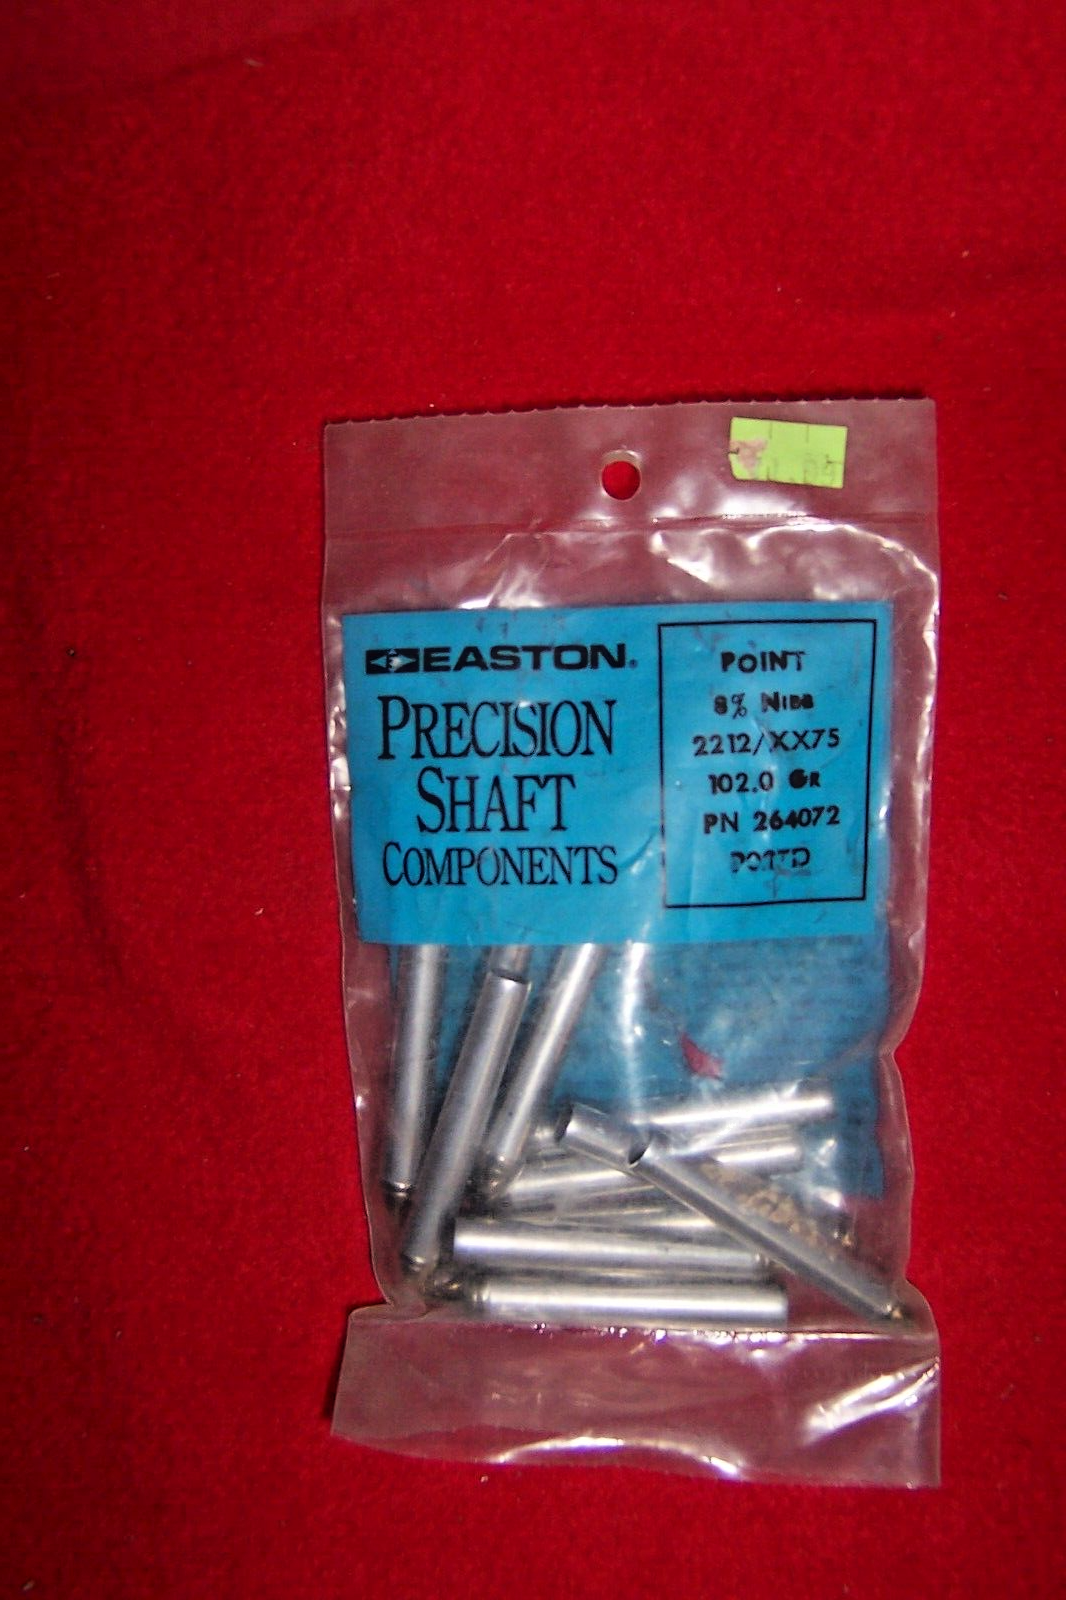 EASTON®
PRECISION
SHAFT
COMPONENTS
POINT
8% NIBB
2212/XX75
102.0 GR
PN 264072